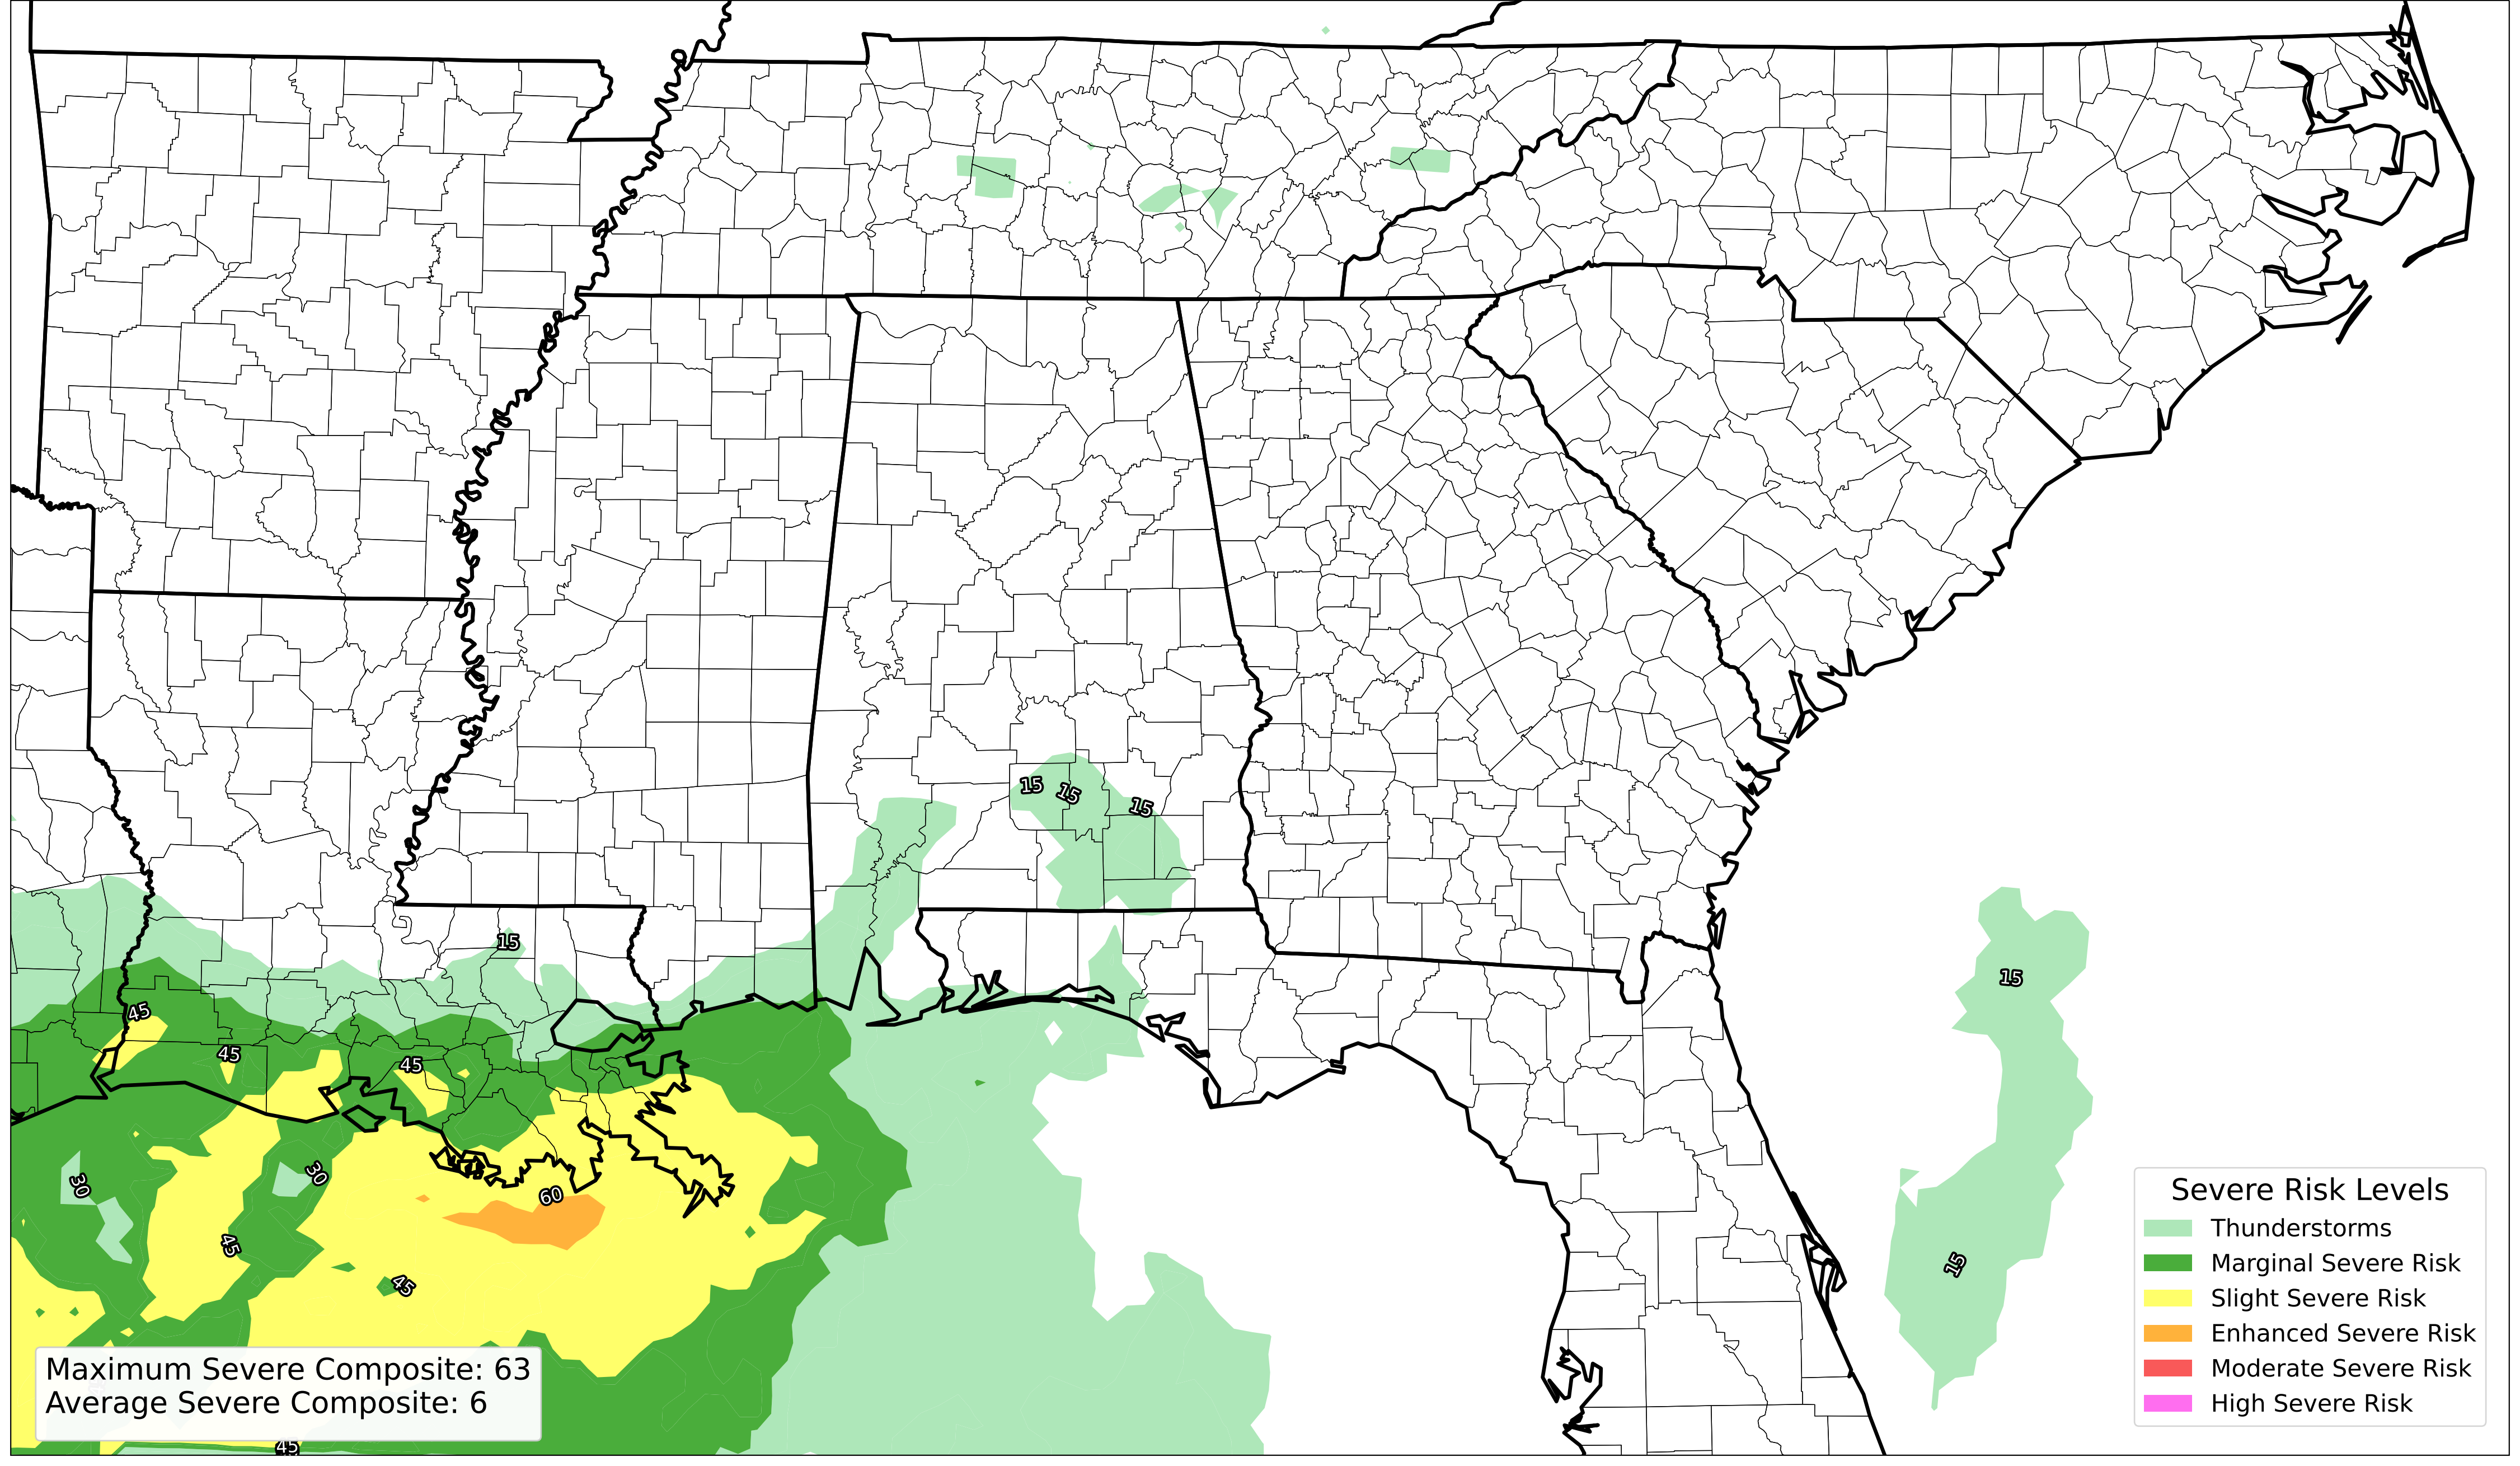 15
15
15
15
15
45
45
45
60
30
30
45
45
15
45
Severe Risk Levels
Thunderstorms
Marginal Severe Risk
Slight Severe Risk
Enhanced Severe Risk
Moderate Severe Risk
High Severe Risk
Maximum Severe Composite: 63
Average Severe Composite: 6